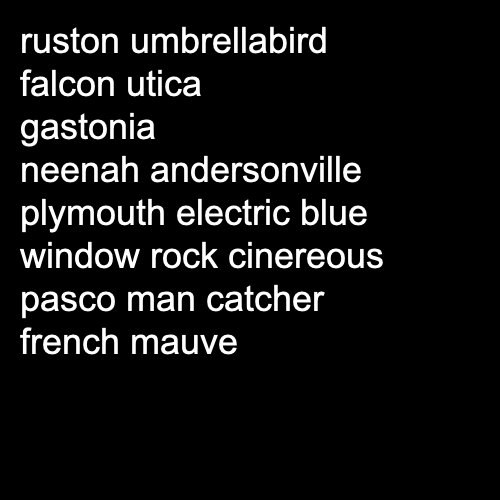 ruston umbrellabird
falcon utica
gastonia
neenah andersonville
plymouth electric blue
window rock cinereous
pasco man catcher
french mauve